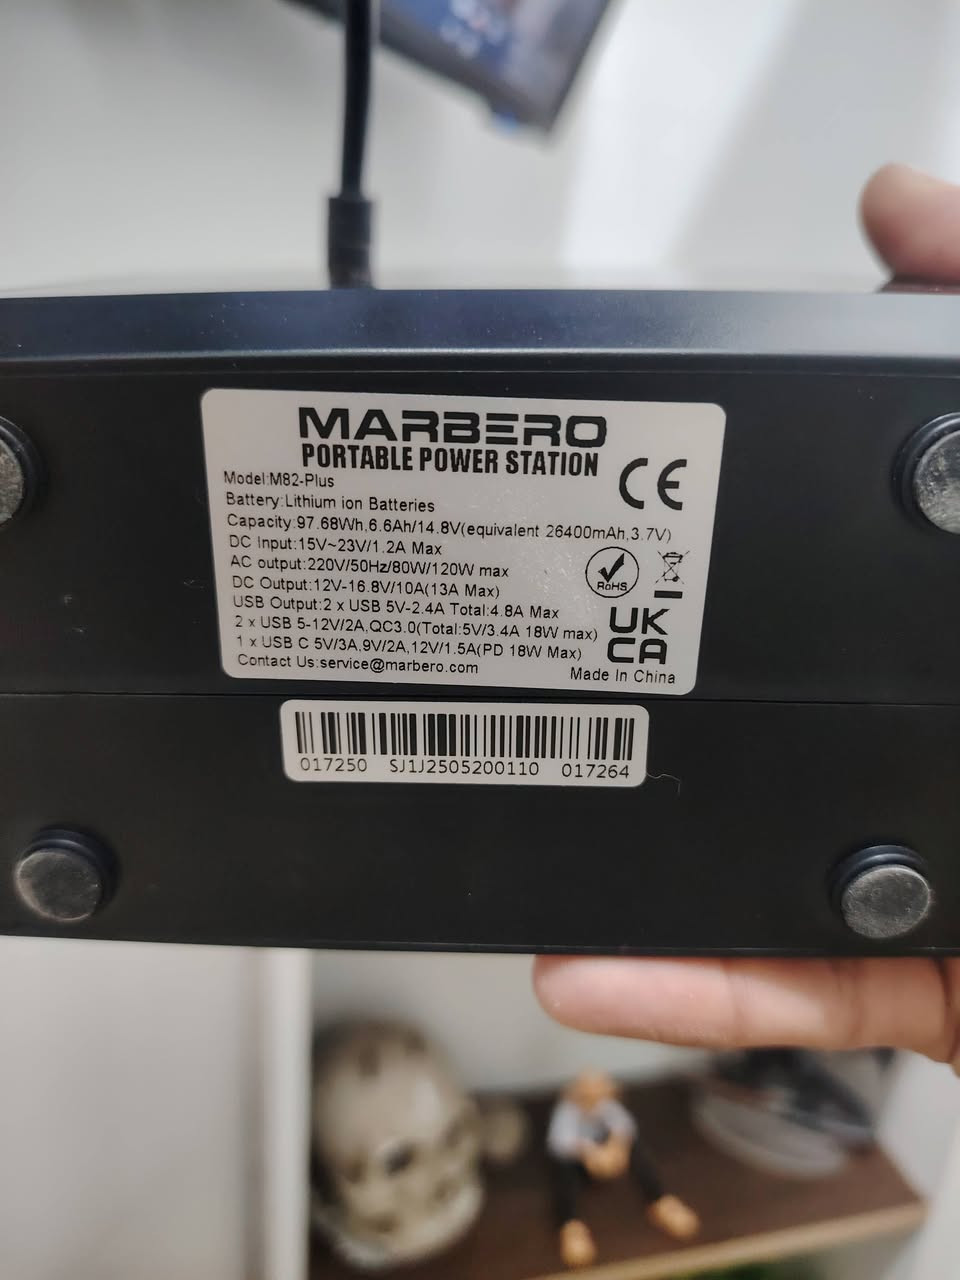 MARBERO
PORTABLE POWER STATION
Model:M82-Plus
Battery:Lithium ion Batteries
Capacity:97.68Wh,6.6Ah/14.8V(equivalent 26400mAh,3.7V)
DC Input:15V~23V/1.2A Max
AC output:220V/50Hz/80W/120W max
DC Output:12V-16.8V/10A(13A Max)
USB Output:2 x USB 5V-2.4A Total:4.8A Max
2 x USB 5-12V/2A,QC3.0(Total:5V/3.4A 18W max)
1 x USB C 5V/3A,9V/2A,12V/1.5A(PD 18W Max)
Contact Us:service@marbero.com
CE
RoHS
UK
CA
Made In China
017250 SJ1J2505200110 017264